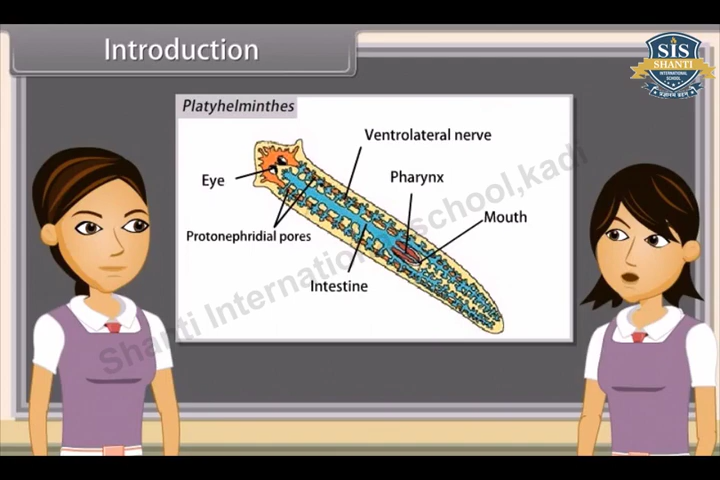 Introduction
SIS
SHANTI
INTERNATIONAL
SCHOOL
Platyhelminthes
Ventrolateral nerve
Pharynx
Eye
Mouth
Protonephridial pores
Intestine
Shanti International school,kadi